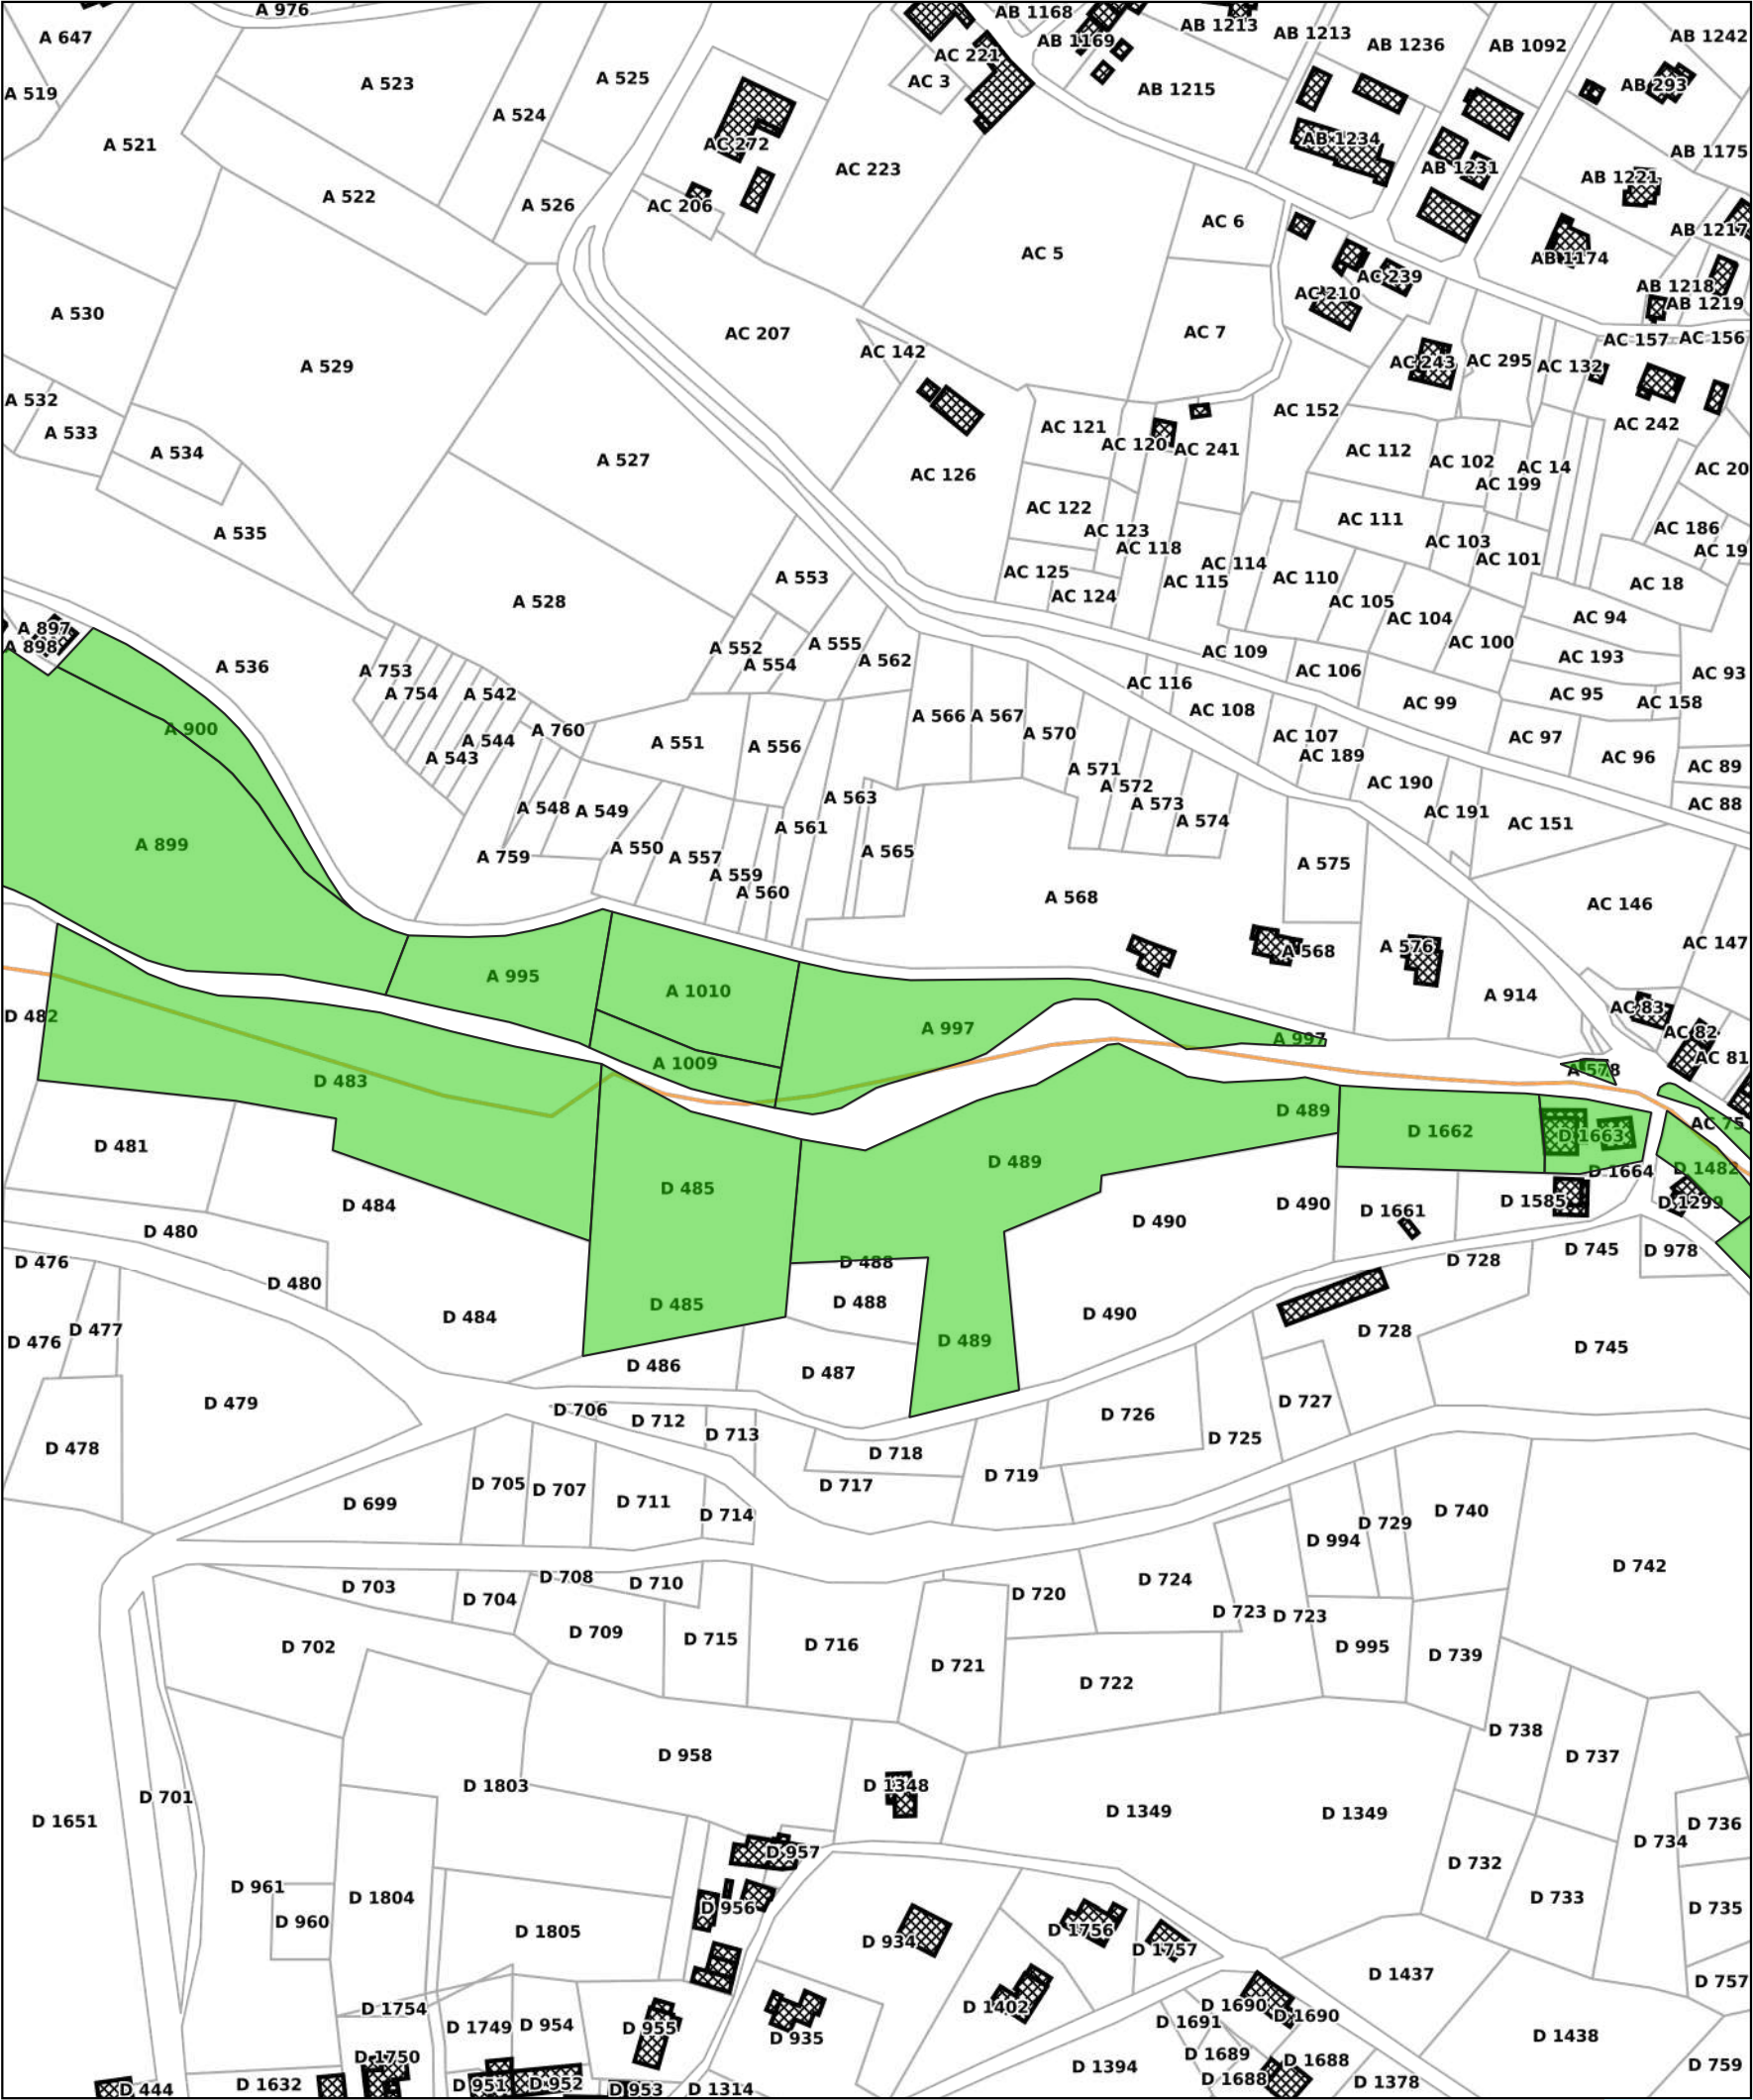 A 976
AB 1168
A 647
AB 1213
AB 1213
AB 1169
AB 1236
AB 1092
AB 1242
AC 221
A 525
A 523
AC 3
AB 293
AB 1215
A 519
A 524
AC 272
A 521
AB 1234
AB 1175
AC 223
AB 1231
AB 1221
A 522
A 526
AC 206
AC 6
AB 1217
AC 5
AB 1174
AC 239
AB 1218
AC 210
AB 1219
A 530
AC 207
AC 7
AC 157
AC 156
AC 142
AC 243
AC 295
AC 132
A 529
A 532
AC 152
AC 242
AC 121
A 533
AC 120
AC 241
AC 112
A 534
A 527
AC 102
AC 14
AC 20
AC 126
AC 199
AC 122
AC 111
AC 186
AC 123
A 535
AC 103
AC 118
AC 19
AC 101
AC 114
AC 125
A 553
AC 115
AC 110
AC 18
AC 124
A 528
AC 105
AC 104
AC 94
A 897
A 898
A 555
AC 100
A 552
AC 109
AC 193
A 562
A 554
A 536
A 753
AC 106
AC 93
AC 116
A 754
A 542
AC 95
AC 158
AC 99
AC 108
A 566
A 567
A 900
A 760
A 570
AC 107
AC 97
A 544
A 551
A 556
AC 189
A 543
AC 96
AC 89
A 571
A 572
AC 190
A 563
A 573
AC 88
A 548
A 549
AC 191
A 574
AC 151
A 561
A 899
A 550
A 565
A 557
A 759
A 575
A 559
A 560
A 568
AC 146
AC 147
A 576
A 568
A 995
A 1010
A 914
AC 83
D 482
A 997
AC 82
A 997
AC 81
A 1009
A 578
D 483
D 489
AC 75
D 1662
D 1663
D 481
D 489
D 1482
D 1664
D 485
D 1585
D 1299
D 484
D 490
D 1661
D 490
D 480
D 745
D 978
D 476
D 488
D 728
D 480
D 488
D 485
D 490
D 484
D 477
D 728
D 476
D 489
D 745
D 486
D 487
D 479
D 727
D 706
D 726
D 712
D 713
D 725
D 478
D 718
D 719
D 705
D 717
D 707
D 711
D 699
D 740
D 714
D 729
D 994
D 742
D 708
D 724
D 710
D 703
D 720
D 704
D 723
D 723
D 709
D 715
D 716
D 702
D 995
D 739
D 721
D 722
D 738
D 958
D 737
D 1803
D 1348
D 701
D 1349
D 1349
D 1651
D 736
D 734
D 957
D 732
D 961
D 1804
D 733
D 956
D 735
D 960
D 1756
D 1805
D 934
D 1757
D 1437
D 757
D 1690
D 1402
D 1754
D 1690
D 1691
D 954
D 1749
D 955
D 1438
D 935
D 1689
D 1750
D 1688
D 759
D 1394
D 1688
D 1378
D 1632
D 951
D 952
D 444
D 953
D 1314